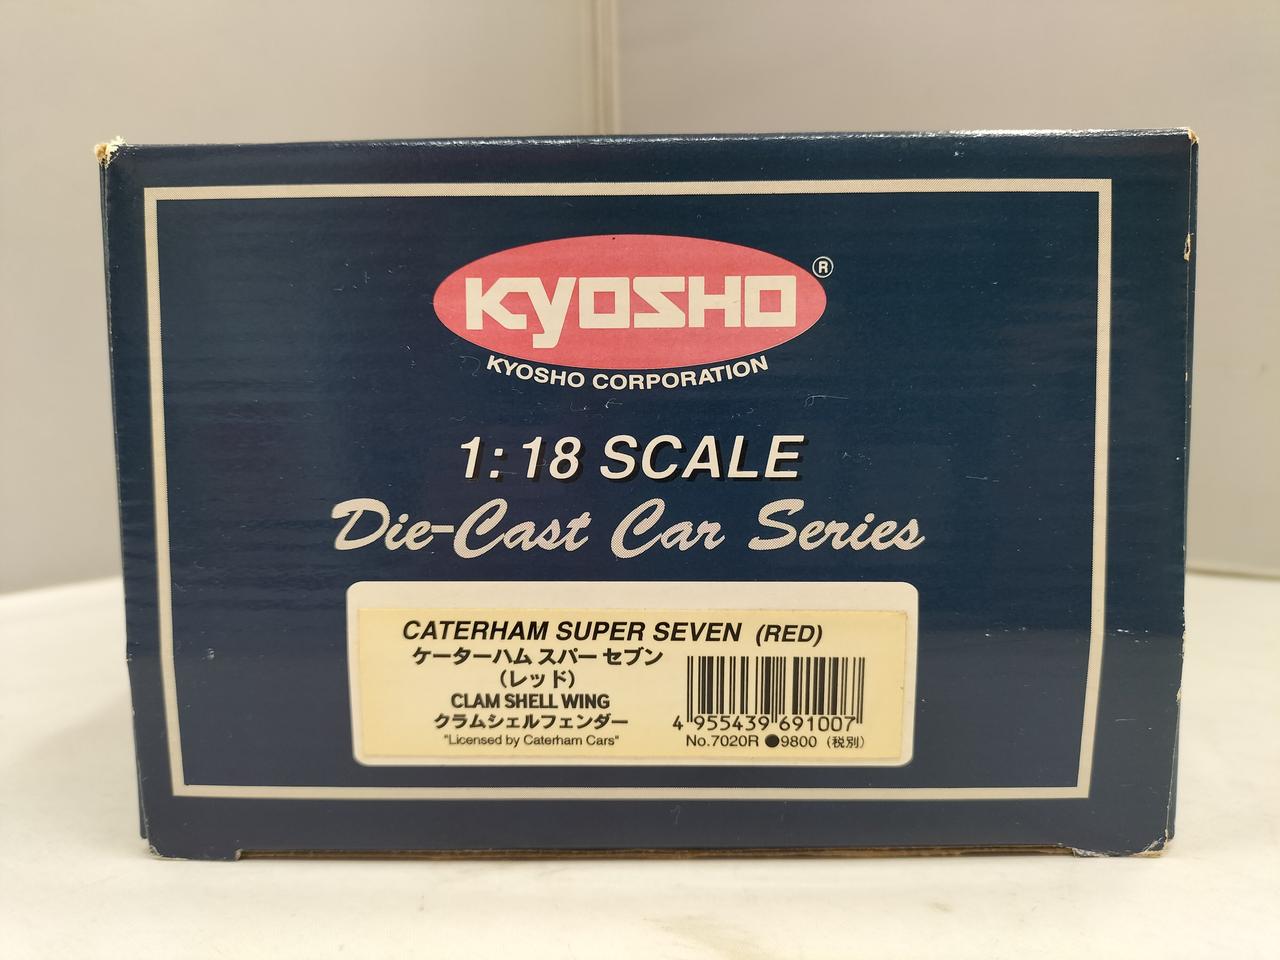 KYOSHO ®
KYOSHO CORPORATION
1:18 SCALE
Die-Cast Car Series
CATERHAM SUPER SEVEN (RED)
ケーターハム スパー セブン
（レッド）
CLAM SHELL WING
クラムシェルフェンダー
"Licensed by Caterham Cars"
4 955439 691007
No.7020R ●9800（税別）